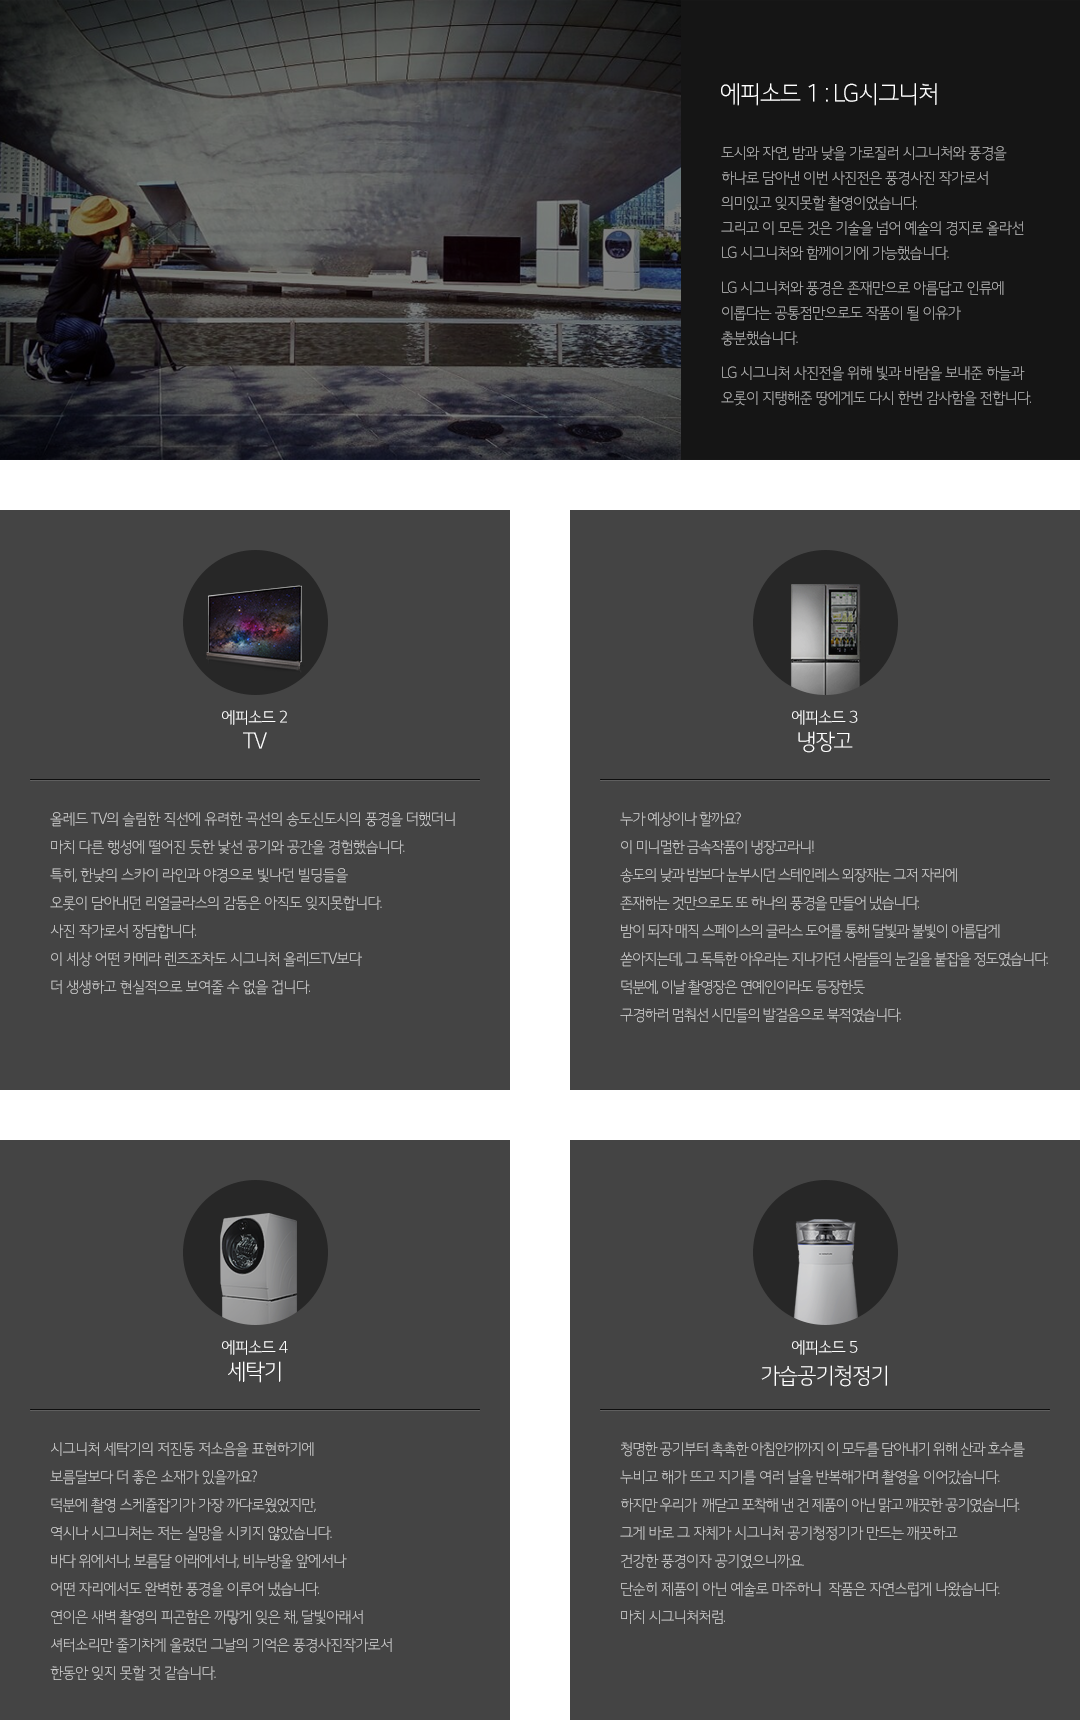 에피소드 1 : LG시그니처
도시와 자연, 밤과 낮을 가로질러 시그니처와 풍경을
하나로 담아낸 이번 사진전은 풍경사진 작가로서
의미있고 잊지못할 촬영이었습니다.
그리고 이 모든 것은 기술을 넘어 예술의 경지로 올라선
LG 시그니처와 함께이기에 가능했습니다.
LG 시그니처와 풍경은 존재만으로 아름답고 인류에
이롭다는 공통점만으로도 작품이 될 이유가
충분했습니다.
LG 시그니처 사진전을 위해 빛과 바람을 보내준 하늘과
오롯이 지탱해준 땅에게도 다시 한번 감사함을 전합니다.
에피소드 2
TV
올레드 TV의 슬림한 직선에 유려한 곡선의 송도신도시의 풍경을 더했더니
마치 다른 행성에 떨어진 듯한 낯선 공기와 공간을 경험했습니다.
특히, 한낮의 스카이 라인과 야경으로 빛나던 빌딩들을
오롯이 담아내던 리얼글라스의 감동은 아직도 잊지못합니다.
사진 작가로서 장담합니다.
이 세상 어떤 카메라 렌즈조차도 시그니처 올레드TV보다
더 생생하고 현실적으로 보여줄 수 없을 겁니다.
에피소드 3
냉장고
누가 예상이나 할까요?
이 미니멀한 금속작품이 냉장고라니!
송도의 낮과 밤보다 눈부시던 스테인레스 외장재는 그저 자리에
존재하는 것만으로도 또 하나의 풍경을 만들어 냈습니다.
밤이 되자 매직 스페이스의 글라스 도어를 통해 달빛과 불빛이 아름답게
쏟아지는데, 그 독특한 아우라는 지나가던 사람들의 눈길을 붙잡을 정도였습니다.
덕분에, 이날 촬영장은 연예인이라도 등장한듯
구경하러 멈춰선 시민들의 발걸음으로 북적였습니다.
에피소드 4
세탁기
시그니처 세탁기의 저진동 저소음을 표현하기에
보름달보다 더 좋은 소재가 있을까요?
덕분에 촬영 스케쥴잡기가 가장 까다로웠었지만,
역시나 시그니처는 저는 실망을 시키지 않았습니다.
바다 위에서나, 보름달 아래에서나, 비누방울 앞에서나
어떤 자리에서도 완벽한 풍경을 이루어 냈습니다.
연이은 새벽 촬영의 피곤함은 까맣게 잊은 채, 달빛아래서
셔터소리만 줄기차게 울렸던 그날의 기억은 풍경사진작가로서
한동안 잊지 못할 것 같습니다.
에피소드 5
가습공기청정기
청명한 공기부터 촉촉한 아침안개까지 이 모두를 담아내기 위해 산과 호수를
누비고 해가 뜨고 지기를 여러 날을 반복해가며 촬영을 이어갔습니다.
하지만 우리가 깨닫고 포착해 낸 건 제품이 아닌 맑고 깨끗한 공기였습니다.
그게 바로 그 자체가 시그니처 공기청정기가 만드는 깨끗하고
건강한 풍경이자 공기였으니까요.
단순히 제품이 아닌 예술로 마주하니 작품은 자연스럽게 나왔습니다.
마치 시그니처처럼.